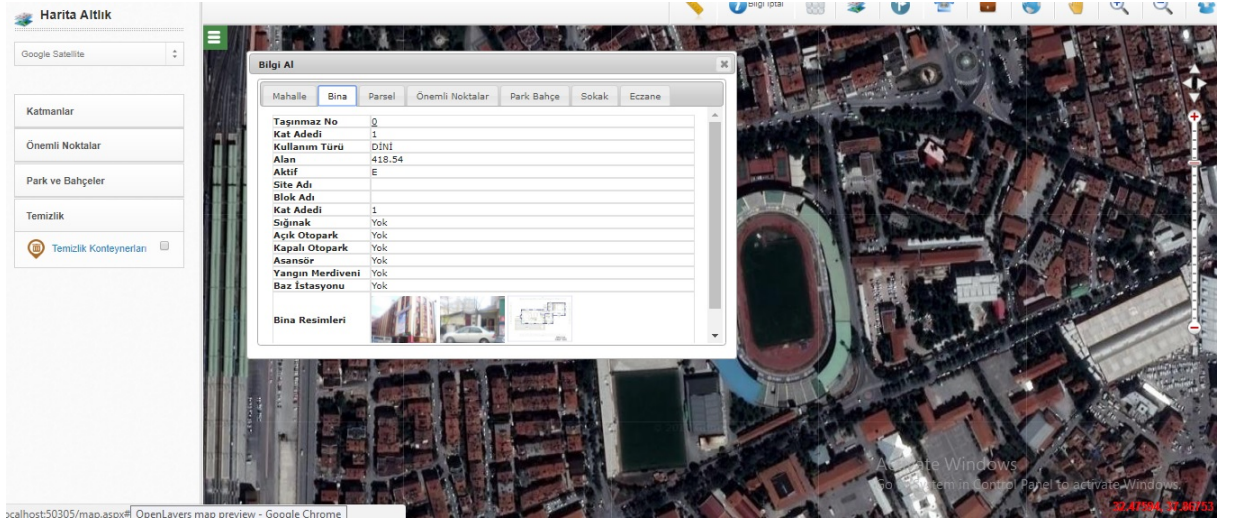 Harita Altlık
Bilgi İptal
Google Satellite
Katmanlar
Önemli Noktalar
Park ve Bahçeler
Temizlik
Temizlik Konteynerları
Bilgi Al
Mahalle Bina Parsel Önemli Noktalar Park Bahçe Sokak Eczane
Taşınmaz No 0
Kat Adedi 1
Kullanım Türü DİNİ
Alan 418.54
Aktif E
Site Adı
Blok Adı
Kat Adedi 1
Sığınak Yok
Açık Otopark Yok
Kapalı Otopark Yok
Asansör Yok
Yangın Merdiveni Yok
Baz İstasyonu Yok
Bina Resimleri
Activate Windows
Go to System in Control Panel to activate Windows.
ocalhost:50305/map.aspx# OpenLayers map preview - Google Chrome